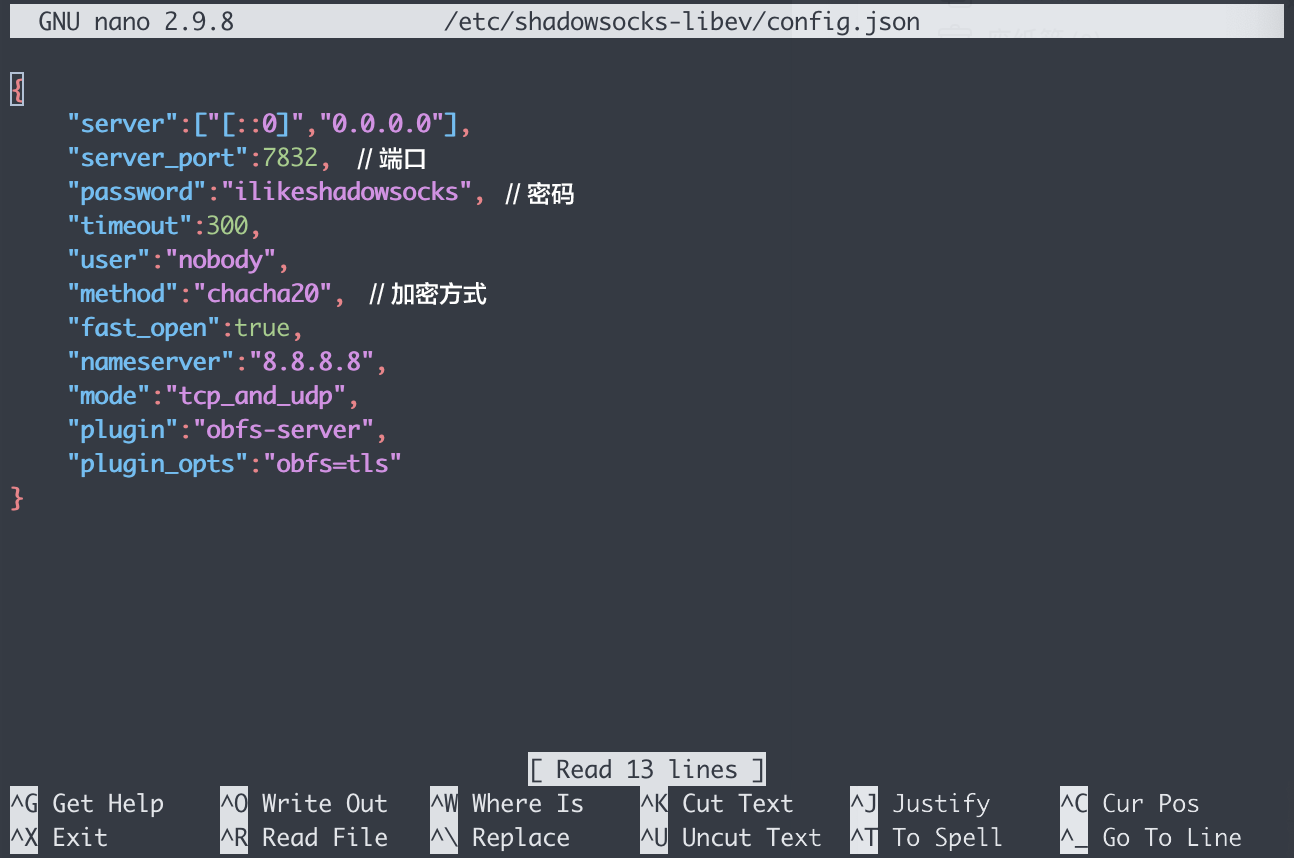 GNU nano 2.9.8 /etc/shadowsocks-libev/config.json
{
    "server":["[::0]","0.0.0.0"],
    "server_port":7832, // 端口
    "password":"ilikeshadowsocks", // 密码
    "timeout":300,
    "user":"nobody",
    "method":"chacha20", // 加密方式
    "fast_open":true,
    "nameserver":"8.8.8.8",
    "mode":"tcp_and_udp",
    "plugin":"obfs-server",
    "plugin_opts":"obfs=tls"
}
[ Read 13 lines ]
^G Get Help ^O Write Out ^W Where Is ^K Cut Text ^J Justify ^C Cur Pos
^X Exit ^R Read File ^\ Replace ^U Uncut Text ^T To Spell ^_ Go To Line